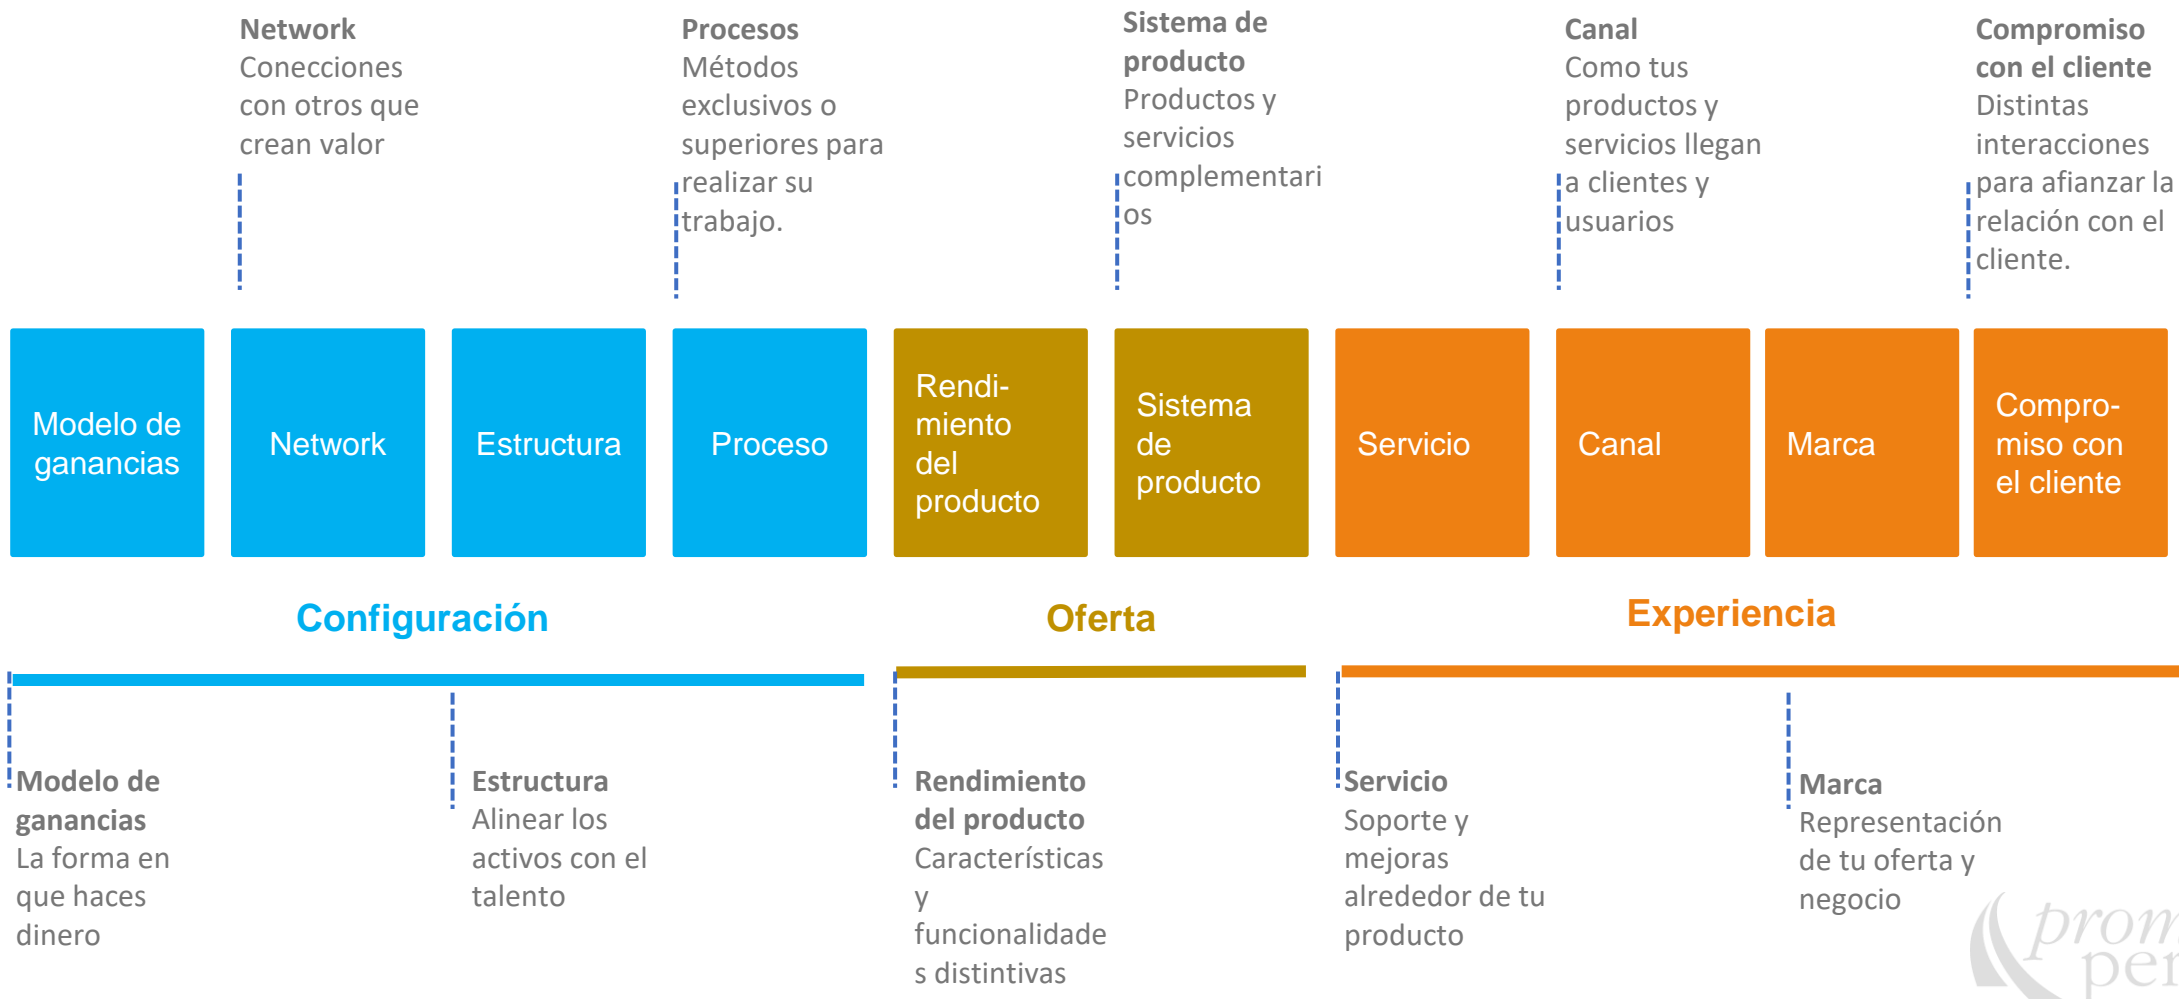 Network
Conecciones
con otros que
crean valor
Procesos
Métodos
exclusivos o
superiores para
realizar su
trabajo.
Sistema de
producto
Productos y
servicios
complementari
os
Canal
Como tus
productos y
servicios llegan
a clientes y
usuarios
Compromiso
con el cliente
Distintas
interacciones
para afianzar la
relación con el
cliente.
Modelo de
ganancias
Network
Estructura
Proceso
Rendi-
miento
del
producto
Sistema
de
producto
Servicio
Canal
Marca
Compro-
miso con
el cliente
Configuración
Oferta
Experiencia
Modelo de
ganancias
La forma en
que haces
dinero
Estructura
Alinear los
activos con el
talento
Rendimiento
del producto
Características
y
funcionalidade
s distintivas
Servicio
Soporte y
mejoras
alrededor de tu
producto
Marca
Representación
de tu oferta y
negocio